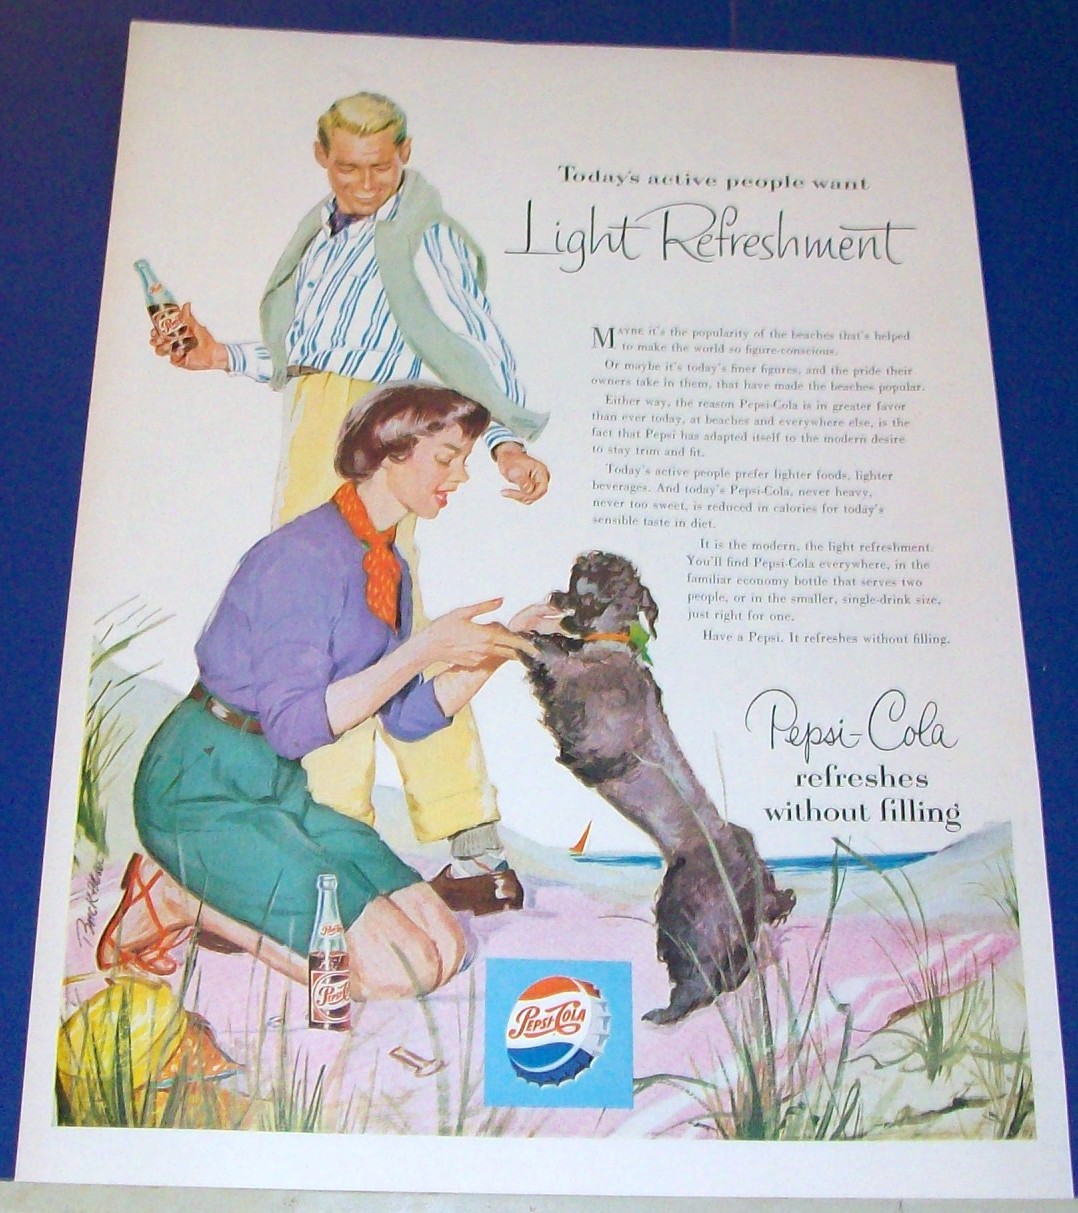 Today's active people want
Light Refreshment
MAYBE it's the popularity of the beaches that's helped
to make the world so figure-conscious.
Or maybe it's today's finer figures, and the pride their
owners take in them, that have made the beaches popular.
Either way, the reason Pepsi-Cola is in greater favor
than ever today, at beaches and everywhere else, is the
fact that Pepsi has adapted itself to the modern desire
to stay trim and fit.
Today's active people prefer lighter foods, lighter
beverages. And today's Pepsi-Cola, never heavy,
never too sweet, is reduced in calories for today's
sensible taste in diet.
It is the modern, the light refreshment.
You'll find Pepsi-Cola everywhere, in the
familiar economy bottle that serves two
people, or in the smaller, single-drink size,
just right for one.
Have a Pepsi. It refreshes without filling.
Pepsi-Cola
refreshes
without filling
PEPSI-COLA